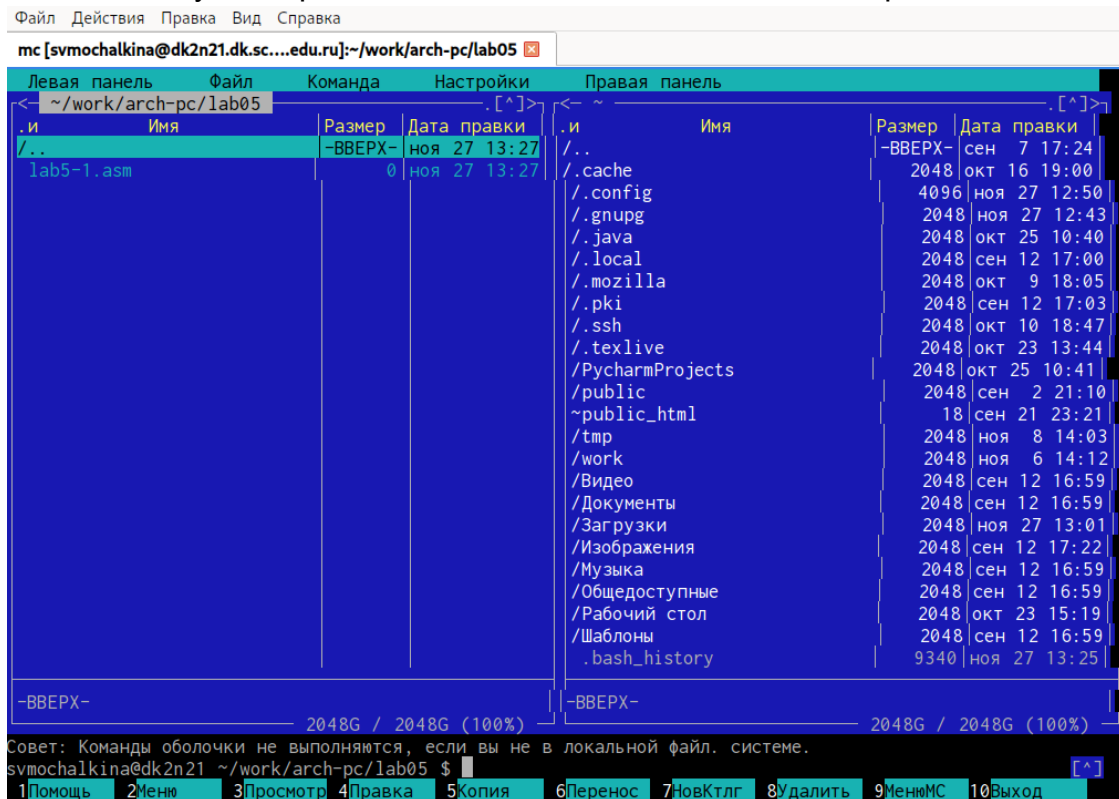 Файл Действия Правка Вид Справка
mc [svmochalkina@dk2n21.dk.sc....edu.ru]:~/work/arch-pc/lab05
Левая панель Файл Команда Настройки Правая панель
<— ~/work/arch-pc/lab05 .[^]> <— ~ .[^]>
.и Имя Размер Дата правки .и Имя Размер Дата правки
/.. -ВВЕРХ- ноя 27 13:27 /.. -ВВЕРХ- сен 7 17:24
lab5-1.asm 0 ноя 27 13:27 /.cache 2048 окт 16 19:00
/.config 4096 ноя 27 12:50
/.gnupg 2048 ноя 27 12:43
/.java 2048 окт 25 10:40
/.local 2048 сен 12 17:00
/.mozilla 2048 окт 9 18:05
/.pki 2048 сен 12 17:03
/.ssh 2048 окт 10 18:47
/.texlive 2048 окт 23 13:44
/PycharmProjects 2048 окт 25 10:41
/public 2048 сен 2 21:10
~public_html 18 сен 21 23:21
/tmp 2048 ноя 8 14:03
/work 2048 ноя 6 14:12
/Видео 2048 сен 12 16:59
/Документы 2048 сен 12 16:59
/Загрузки 2048 ноя 27 13:01
/Изображения 2048 сен 12 17:22
/Музыка 2048 сен 12 16:59
/Общедоступные 2048 сен 12 16:59
/Рабочий стол 2048 окт 23 15:19
/Шаблоны 2048 сен 12 16:59
.bash_history 9340 ноя 27 13:25
-ВВЕРХ- -ВВЕРХ-
2048G / 2048G (100%) 2048G / 2048G (100%)
Совет: Команды оболочки не выполняются, если вы не в локальной файл. системе.
svmochalkina@dk2n21 ~/work/arch-pc/lab05 $ [^]
1Помощь 2Меню 3Просмотр 4Правка 5Копия 6Перенос 7НовКтлг 8Удалить 9МенюМС 10Выход